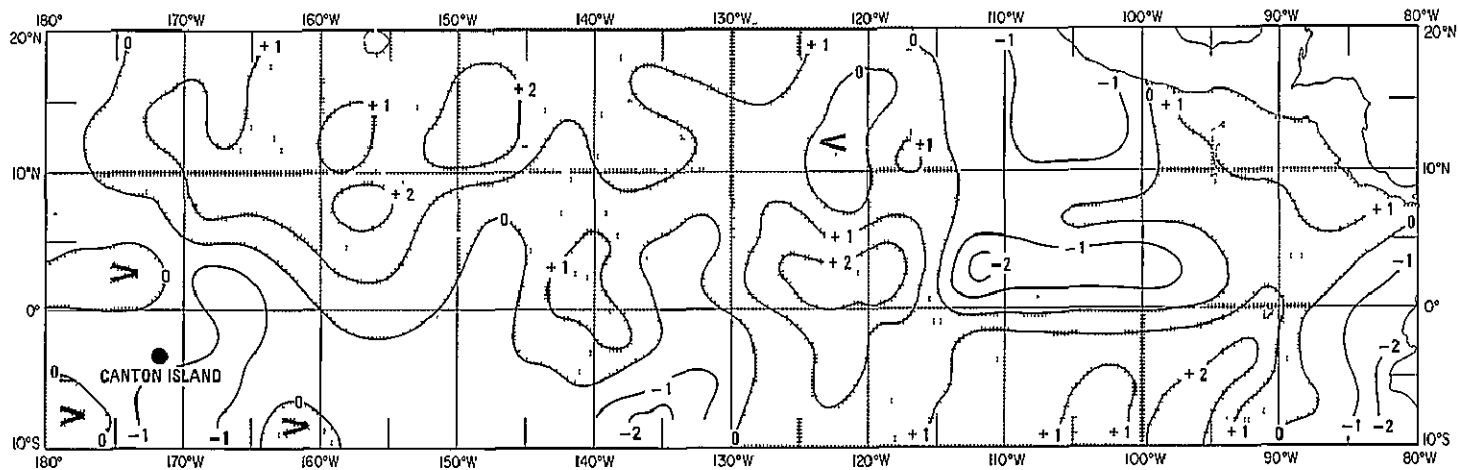 180° 170°W 160°W 150°W 140°W 130°W 120°W 110°W 100°W 90°W 80°W
20°N 0 +1 +2 +1 +2 +1 0 -1 20°N
+1 0 0 -1 0 +1
< +1
10°N 10°N
+2
0 +1 +1 0
> 0 +1 +2 -2 -1 -1
0° 0°
CANTON ISLAND
0 -1 +2 -2
> 0 -1 -1 0 > -2 0 +1 +1 +1 +1 0 -1 -2
10°S 10°S
180° 170°W 160°W 150°W 140°W 130°W 120°W 110°W 100°W 90°W 80°W